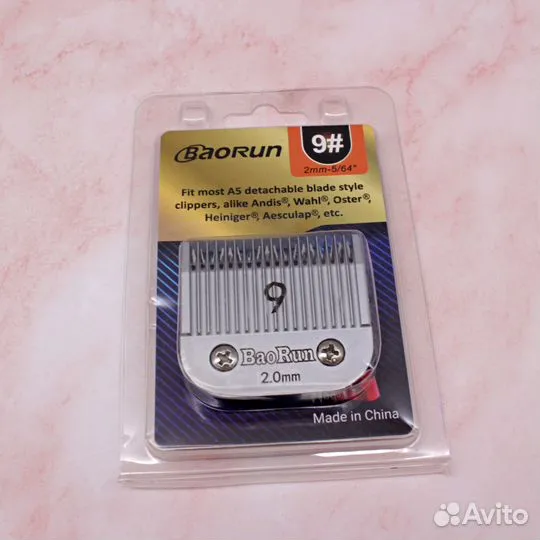 BaoRun
9#
2mm-5/64"
Fit most A5 detachable blade style
clippers, alike Andis®, Wahl®, Oster®,
Heiniger®, Aesculap®, etc.
9
BaoRun
2.0mm
Made in China
Avito